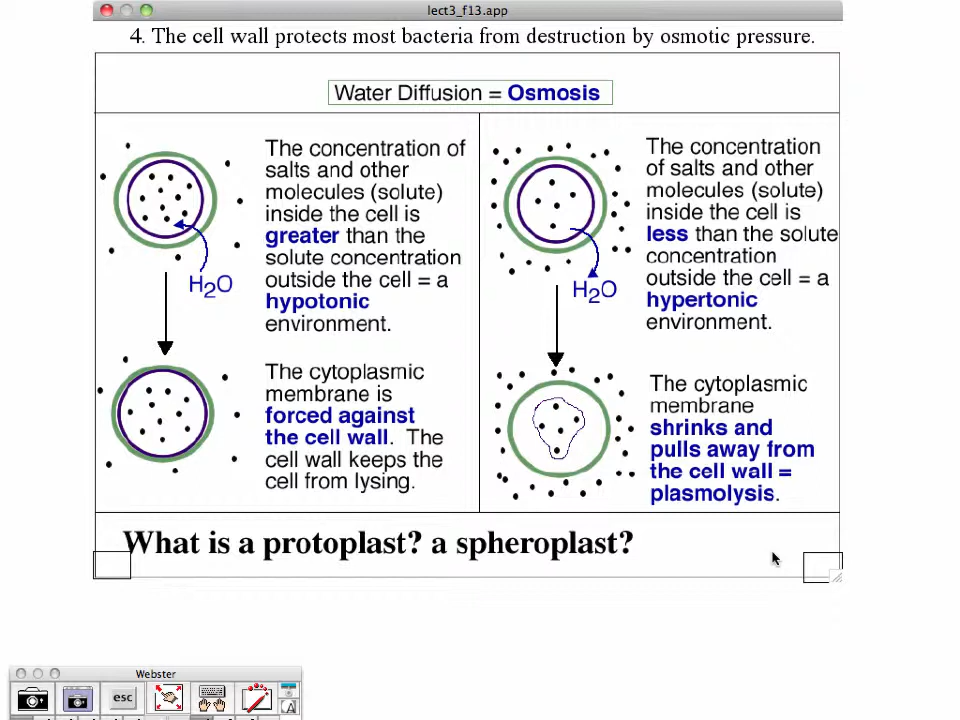 lect3_f13.app
4. The cell wall protects most bacteria from destruction by osmotic pressure.
Water Diffusion = Osmosis
The concentration of
salts and other
molecules (solute)
inside the cell is
greater than the
solute concentration
outside the cell = a
hypotonic
environment.
H2O
The cytoplasmic
membrane is
forced against
the cell wall. The
cell wall keeps the
cell from lysing.
The concentration
of salts and other
molecules (solute)
inside the cell is
less than the solute
concentration
outside the cell = a
hypertonic
environment.
H2O
The cytoplasmic
membrane
shrinks and
pulls away from
the cell wall =
plasmolysis.
What is a protoplast? a spheroplast?
Webster
esc
A